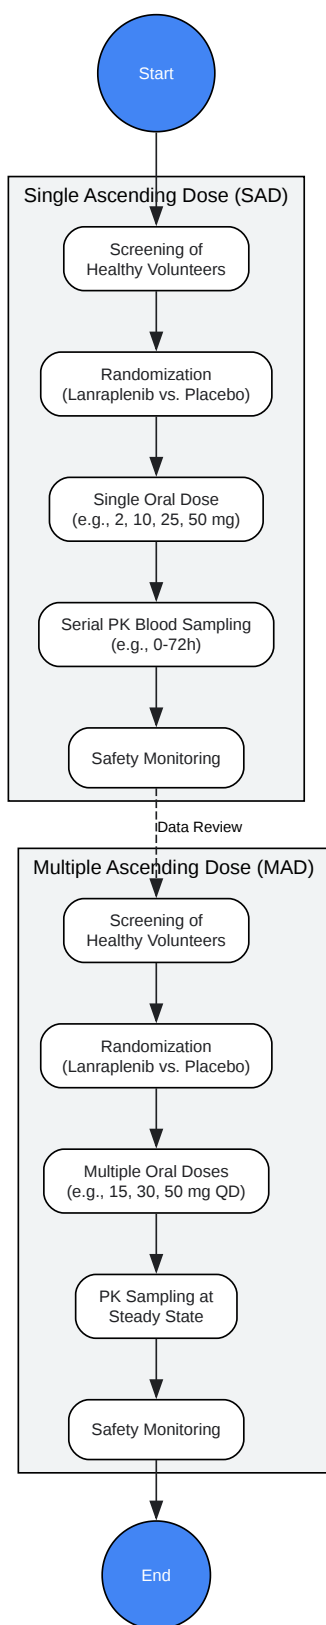 Start
Single Ascending Dose (SAD)
Screening of
Healthy Volunteers
Randomization
(Lanraplenib vs. Placebo)
Single Oral Dose
(e.g., 2, 10, 25, 50 mg)
Serial PK Blood Sampling
(e.g., 0-72h)
Safety Monitoring
Data Review
Multiple Ascending Dose (MAD)
Screening of
Healthy Volunteers
Randomization
(Lanraplenib vs. Placebo)
Multiple Oral Doses
(e.g., 15, 30, 50 mg QD)
PK Sampling at
Steady State
Safety Monitoring
End